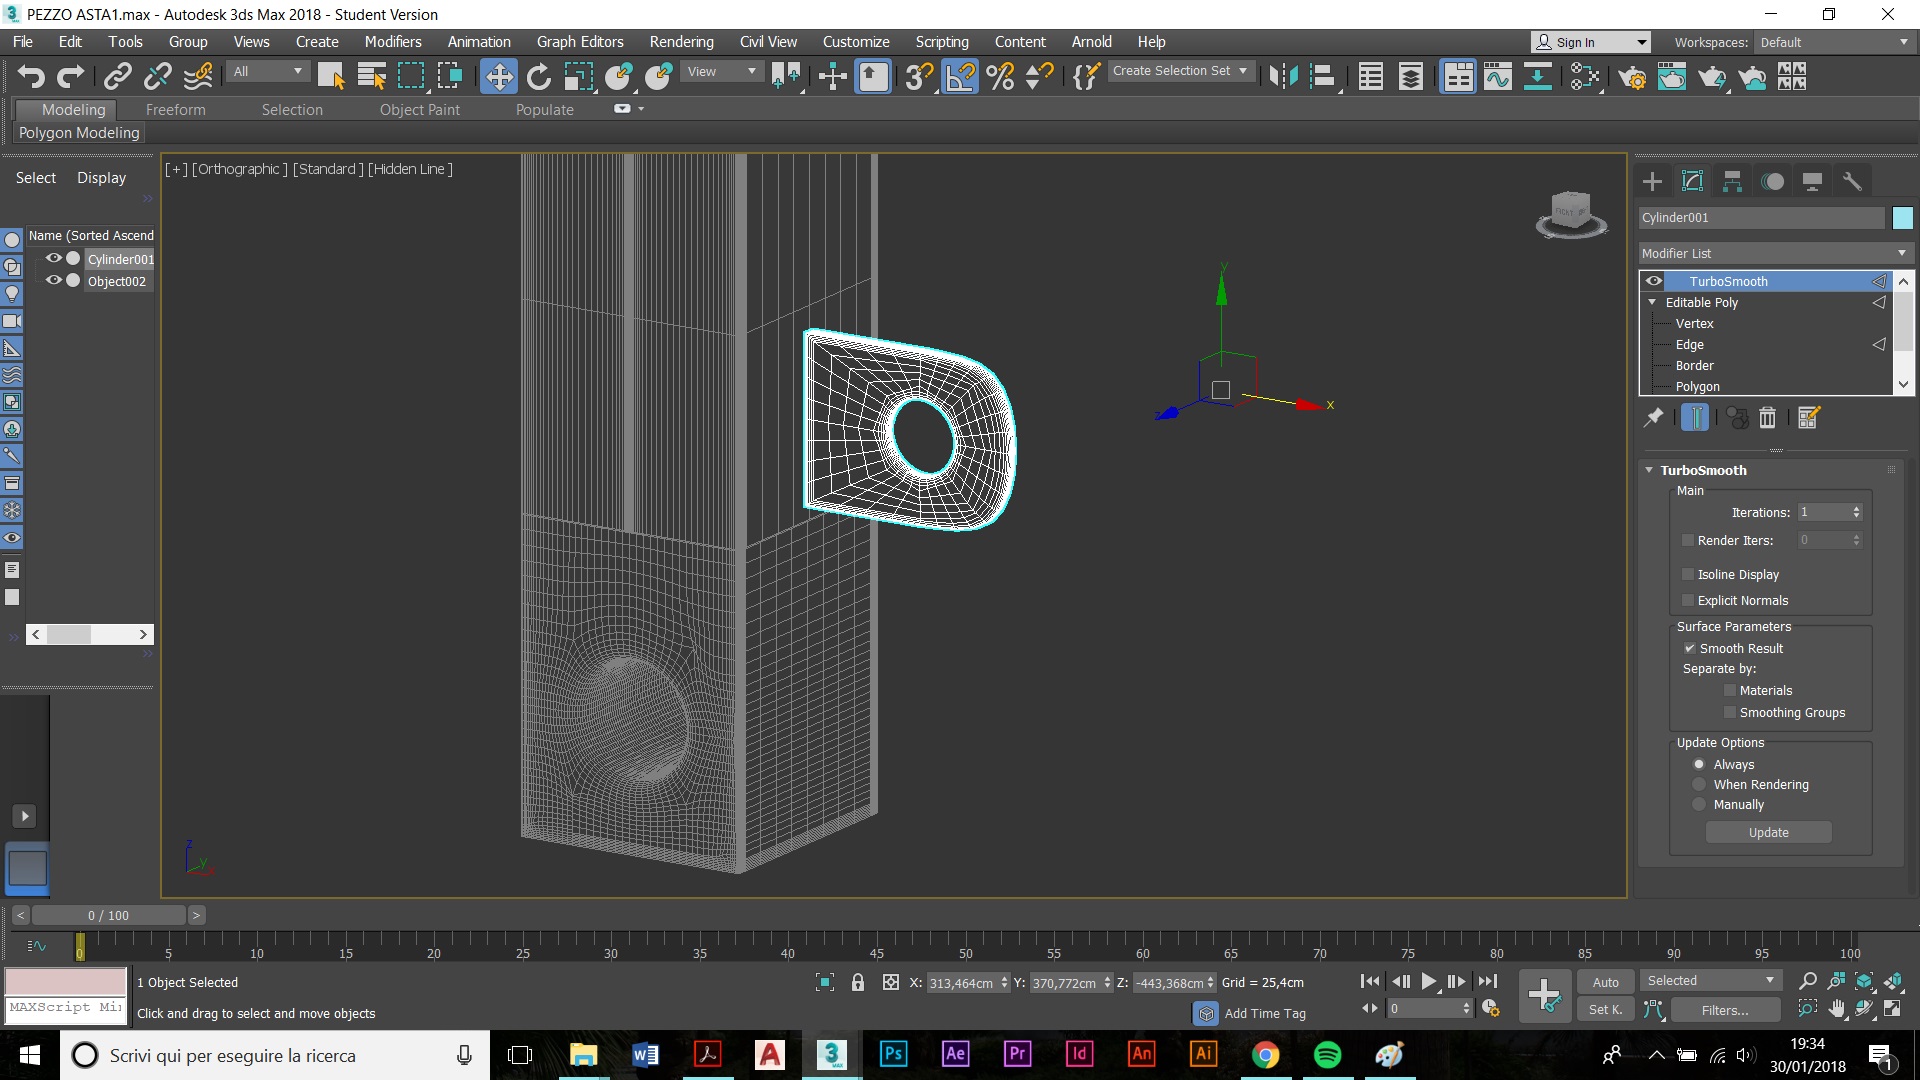 PEZZO ASTA1.max - Autodesk 3ds Max 2018 - Student Version
File Edit Tools Group Views Create Modifiers Animation Graph Editors Rendering Civil View Customize Scripting Content Arnold Help
Sign In Workspaces: Default
All View Create Selection Set
Modeling Freeform Selection Object Paint Populate
Polygon Modeling
Select Display
[+] [Orthographic ] [Standard ] [Hidden Line ]
Name (Sorted Ascend
Cylinder001
Object002
y
x
z
z
y
x
Cylinder001
Modifier List
TurboSmooth
Editable Poly
Vertex
Edge
Border
Polygon
TurboSmooth
Main
Iterations: 1
Render Iters: 0
Isoline Display
Explicit Normals
Surface Parameters
Smooth Result
Separate by:
Materials
Smoothing Groups
Update Options
Always
When Rendering
Manually
Update
< 0 / 100 >
0 5 10 15 20 25 30 35 40 45 50 55 60 65 70 75 80 85 90 95 100
1 Object Selected
X: 313,464cm Y: 370,772cm Z: -443,368cm Grid = 25,4cm
Auto Selected
MAXScript Mi
Click and drag to select and move objects
Add Time Tag
0
Set K. Filters...
Scrivi qui per eseguire la ricerca
Ps Ae Pr Id An Ai
19:34
30/01/2018
1